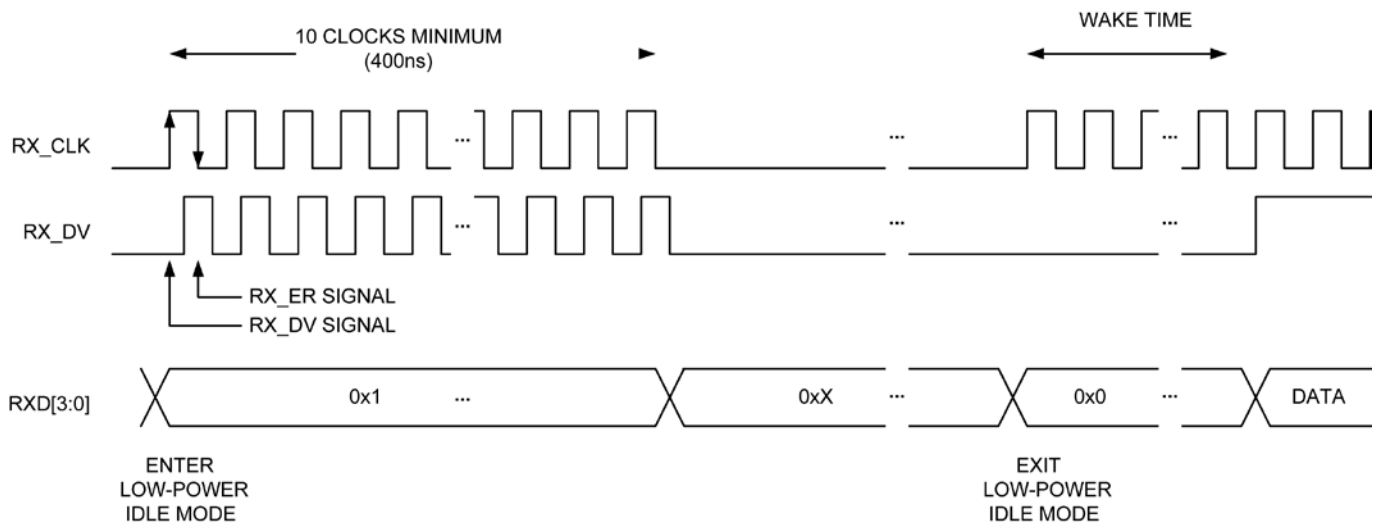 10 CLOCKS MINIMUM
(400ns)
WAKE TIME
RX_CLK
...
...
...
RX_DV
...
...
...
RX_ER SIGNAL
RX_DV SIGNAL
RXD[3:0]
0x1
...
0xX
...
0x0
...
DATA
ENTER
LOW-POWER
IDLE MODE
EXIT
LOW-POWER
IDLE MODE